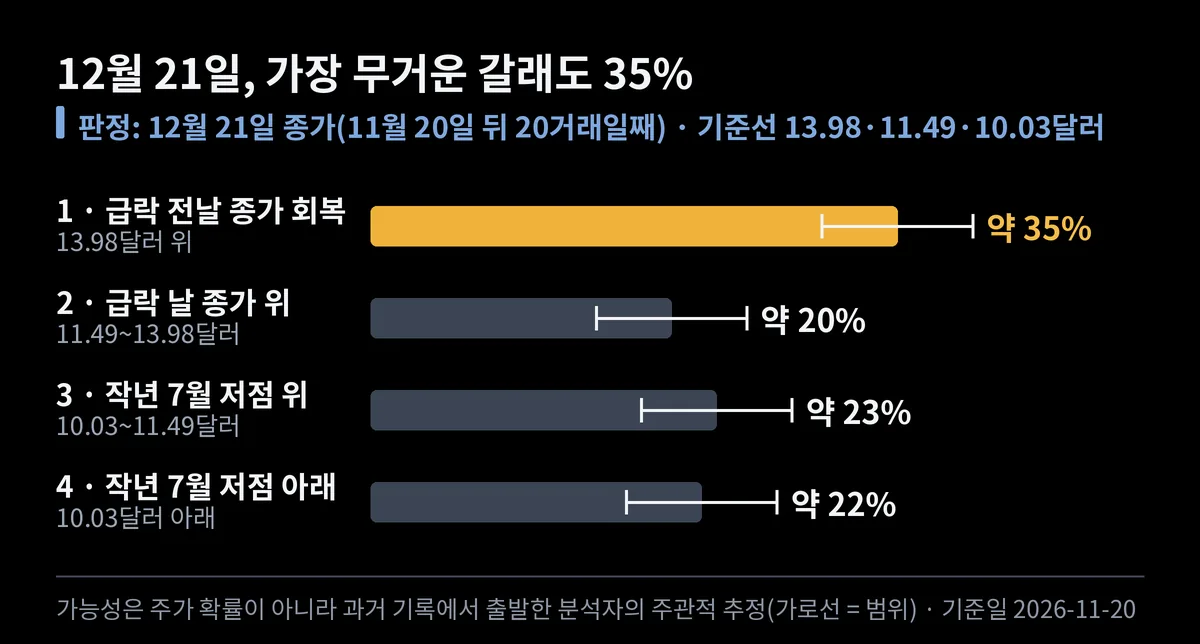 12월 21일, 가장 무거운 갈래도 35%
판정: 12월 21일 종가(11월 20일 뒤 20거래일째) · 기준선 13.98·11.49·10.03달러
1 · 급락 전날 종가 회복
13.98달러 위
약 35%
2 · 급락 날 종가 위
11.49~13.98달러
약 20%
3 · 작년 7월 저점 위
10.03~11.49달러
약 23%
4 · 작년 7월 저점 아래
10.03달러 아래
약 22%
가능성은 주가 확률이 아니라 과거 기록에서 출발한 분석자의 주관적 추정(가로선 = 범위) · 기준일 2026-11-20